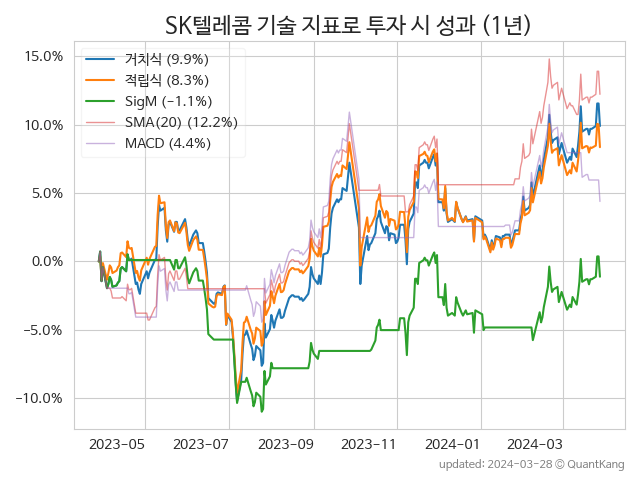 SK텔레콤 기술 지표로 투자 시 성과 (1년)
15.0%
10.0%
5.0%
0.0%
−5.0%
−10.0%
거치식 (9.9%)
적립식 (8.3%)
SigM (−1.1%)
SMA(20) (12.2%)
MACD (4.4%)
2023-05 2023-07 2023-09 2023-11 2024-01 2024-03
updated: 2024-03-28 © QuantKang